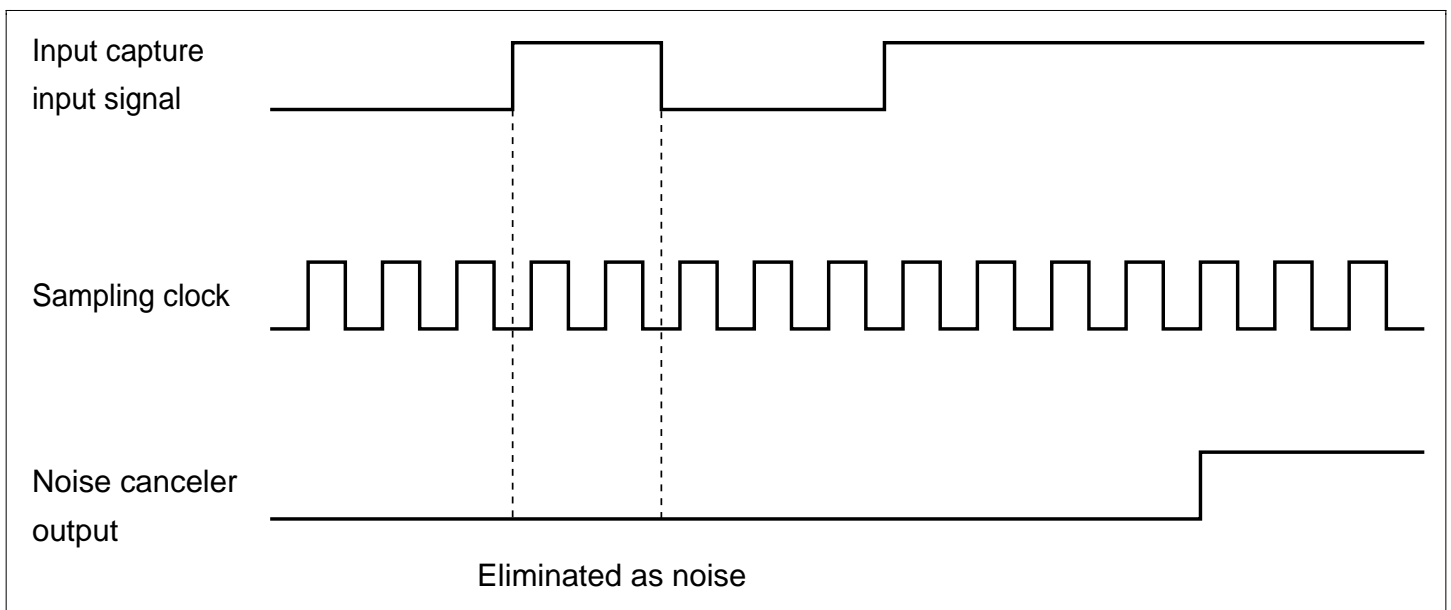 Input capture
input signal
Sampling clock
Noise canceler
output
Eliminated as noise